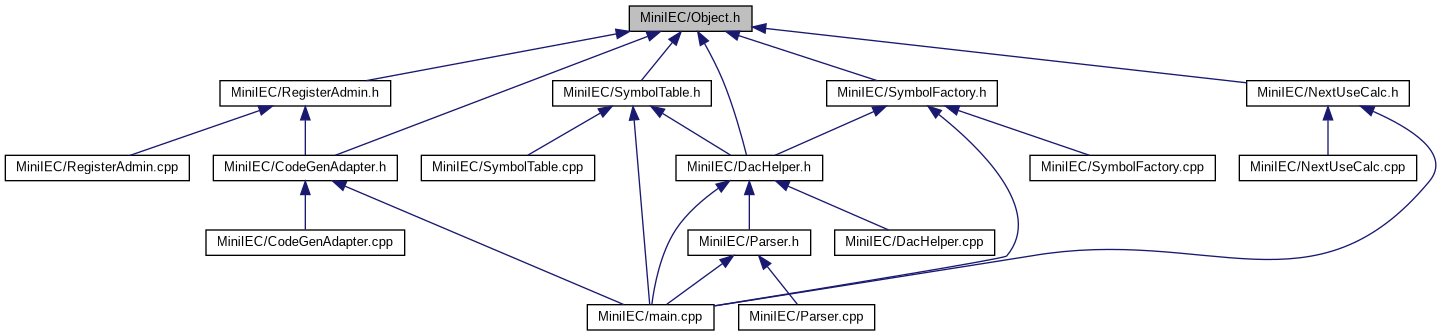 MiniIEC/Object.h
MiniIEC/RegisterAdmin.h
MiniIEC/SymbolTable.h
MiniIEC/SymbolFactory.h
MiniIEC/NextUseCalc.h
MiniIEC/RegisterAdmin.cpp
MiniIEC/CodeGenAdapter.h
MiniIEC/SymbolTable.cpp
MiniIEC/DacHelper.h
MiniIEC/SymbolFactory.cpp
MiniIEC/NextUseCalc.cpp
MiniIEC/CodeGenAdapter.cpp
MiniIEC/Parser.h
MiniIEC/DacHelper.cpp
MiniIEC/main.cpp
MiniIEC/Parser.cpp